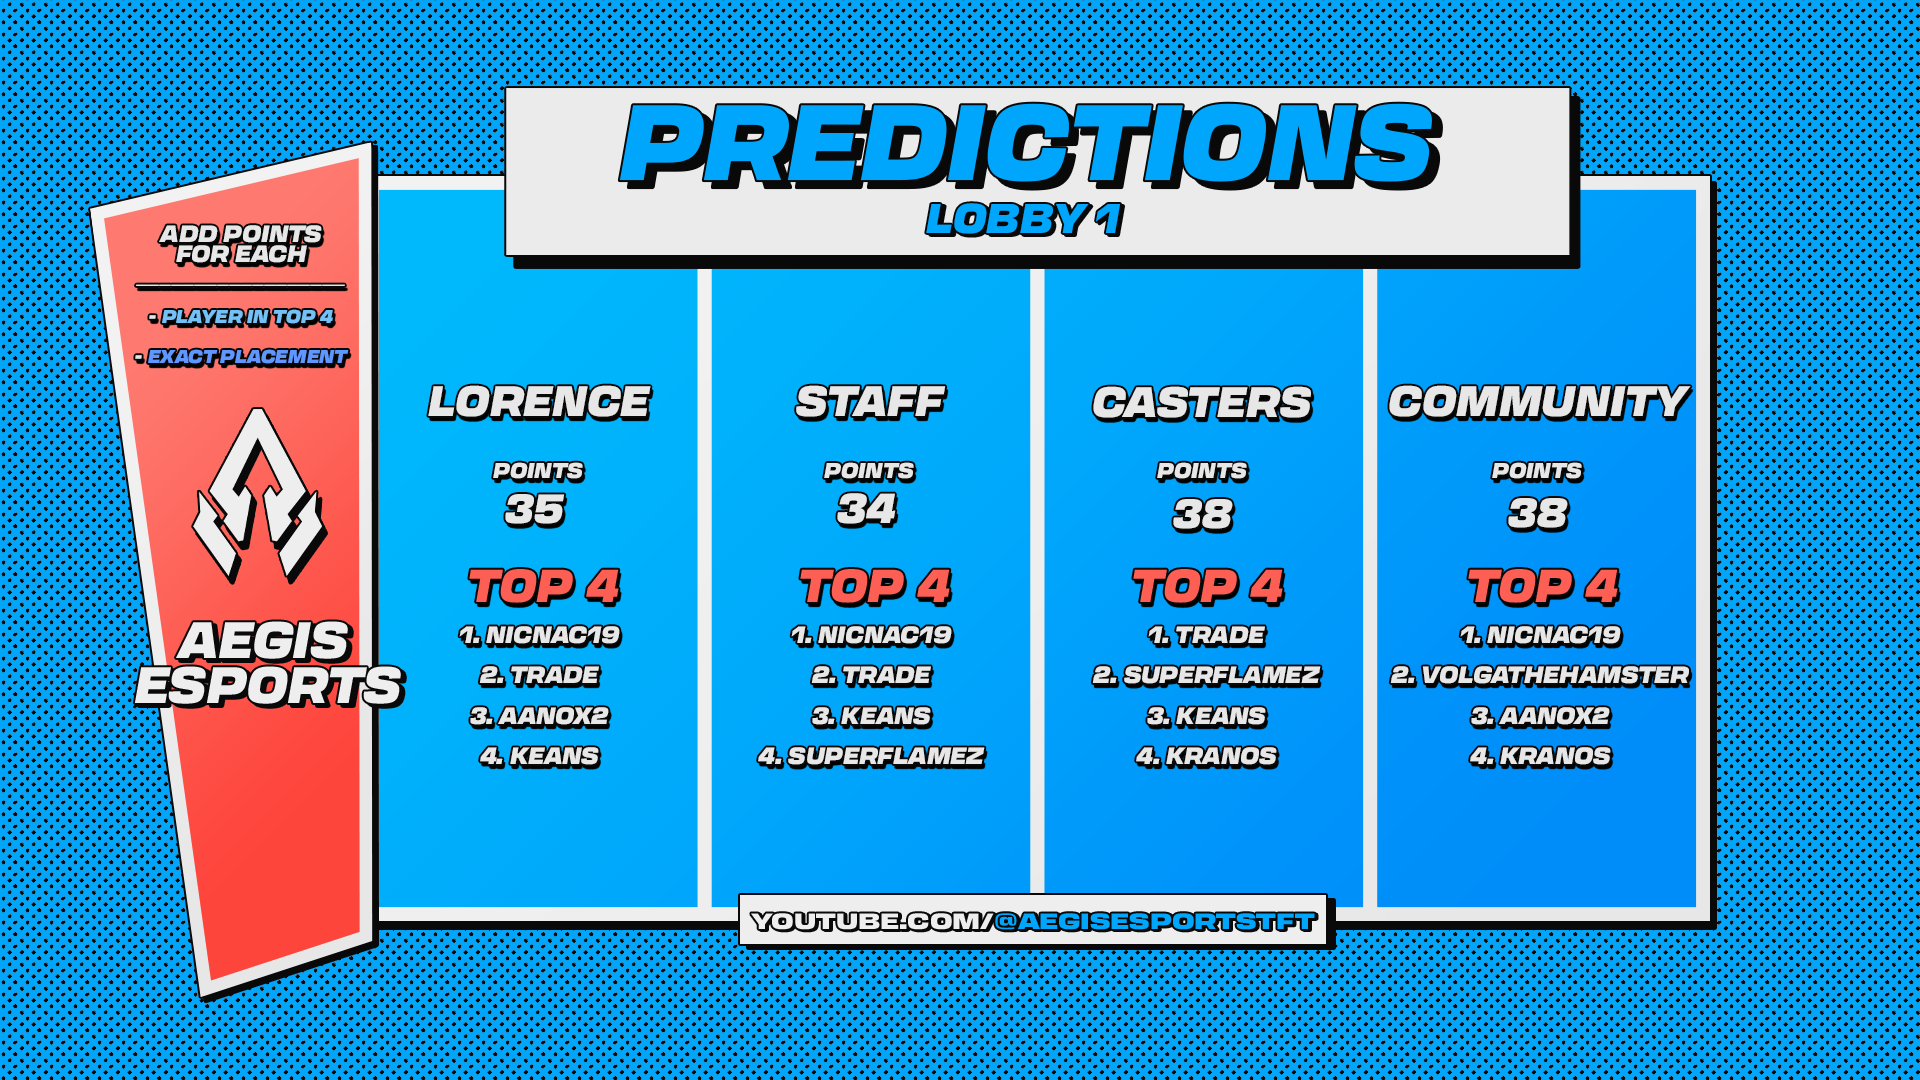 PREDICTIONS
LOBBY 1
ADD POINTS
FOR EACH
- PLAYER IN TOP 4
- EXACT PLACEMENT
AEGIS
ESPORTS
LORENCE
POINTS
35
TOP 4
1. NICNAC19
2. TRADE
3. AANOX2
4. KEANS
STAFF
POINTS
34
TOP 4
1. NICNAC19
2. TRADE
3. KEANS
4. SUPERFLAMEZ
CASTERS
POINTS
38
TOP 4
1. TRADE
2. SUPERFLAMEZ
3. KEANS
4. KRANOS
COMMUNITY
POINTS
38
TOP 4
1. NICNAC19
2. VOLGATHEHAMSTER
3. AANOX2
4. KRANOS
YOUTUBE.COM/@AEGISESPORTSTFT